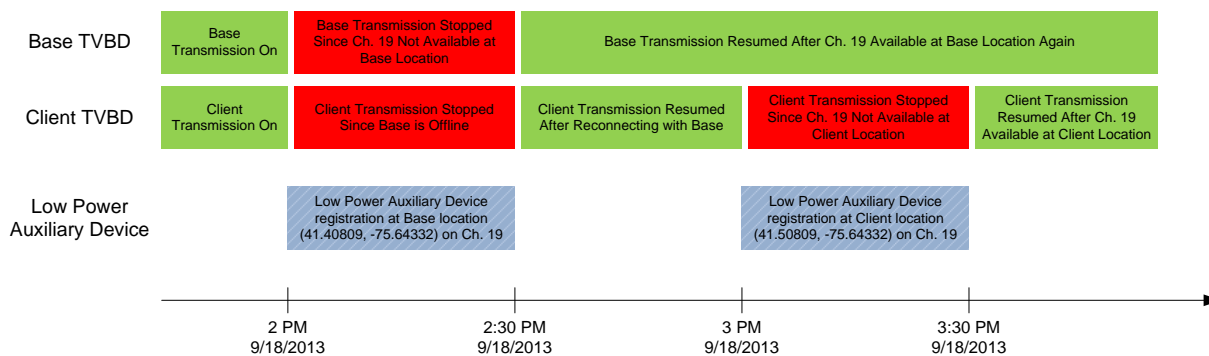 Base TVBD
Base
Transmission On
Base Transmission Stopped
Since Ch. 19 Not Available at
Base Location
Base Transmission Resumed After Ch. 19 Available at Base Location Again
Client TVBD
Client
Transmission On
Client Transmission Stopped
Since Base is Offline
Client Transmission Resumed
After Reconnecting with Base
Client Transmission Stopped
Since Ch. 19 Not Available at
Client Location
Client Transmission
Resumed After Ch. 19
Available at Client Location
Low Power
Auxiliary Device
Low Power Auxiliary Device
registration at Base location
(41.40809, -75.64332) on Ch. 19
Low Power Auxiliary Device
registration at Client location
(41.50809, -75.64332) on Ch. 19
2 PM
9/18/2013
2:30 PM
9/18/2013
3 PM
9/18/2013
3:30 PM
9/18/2013